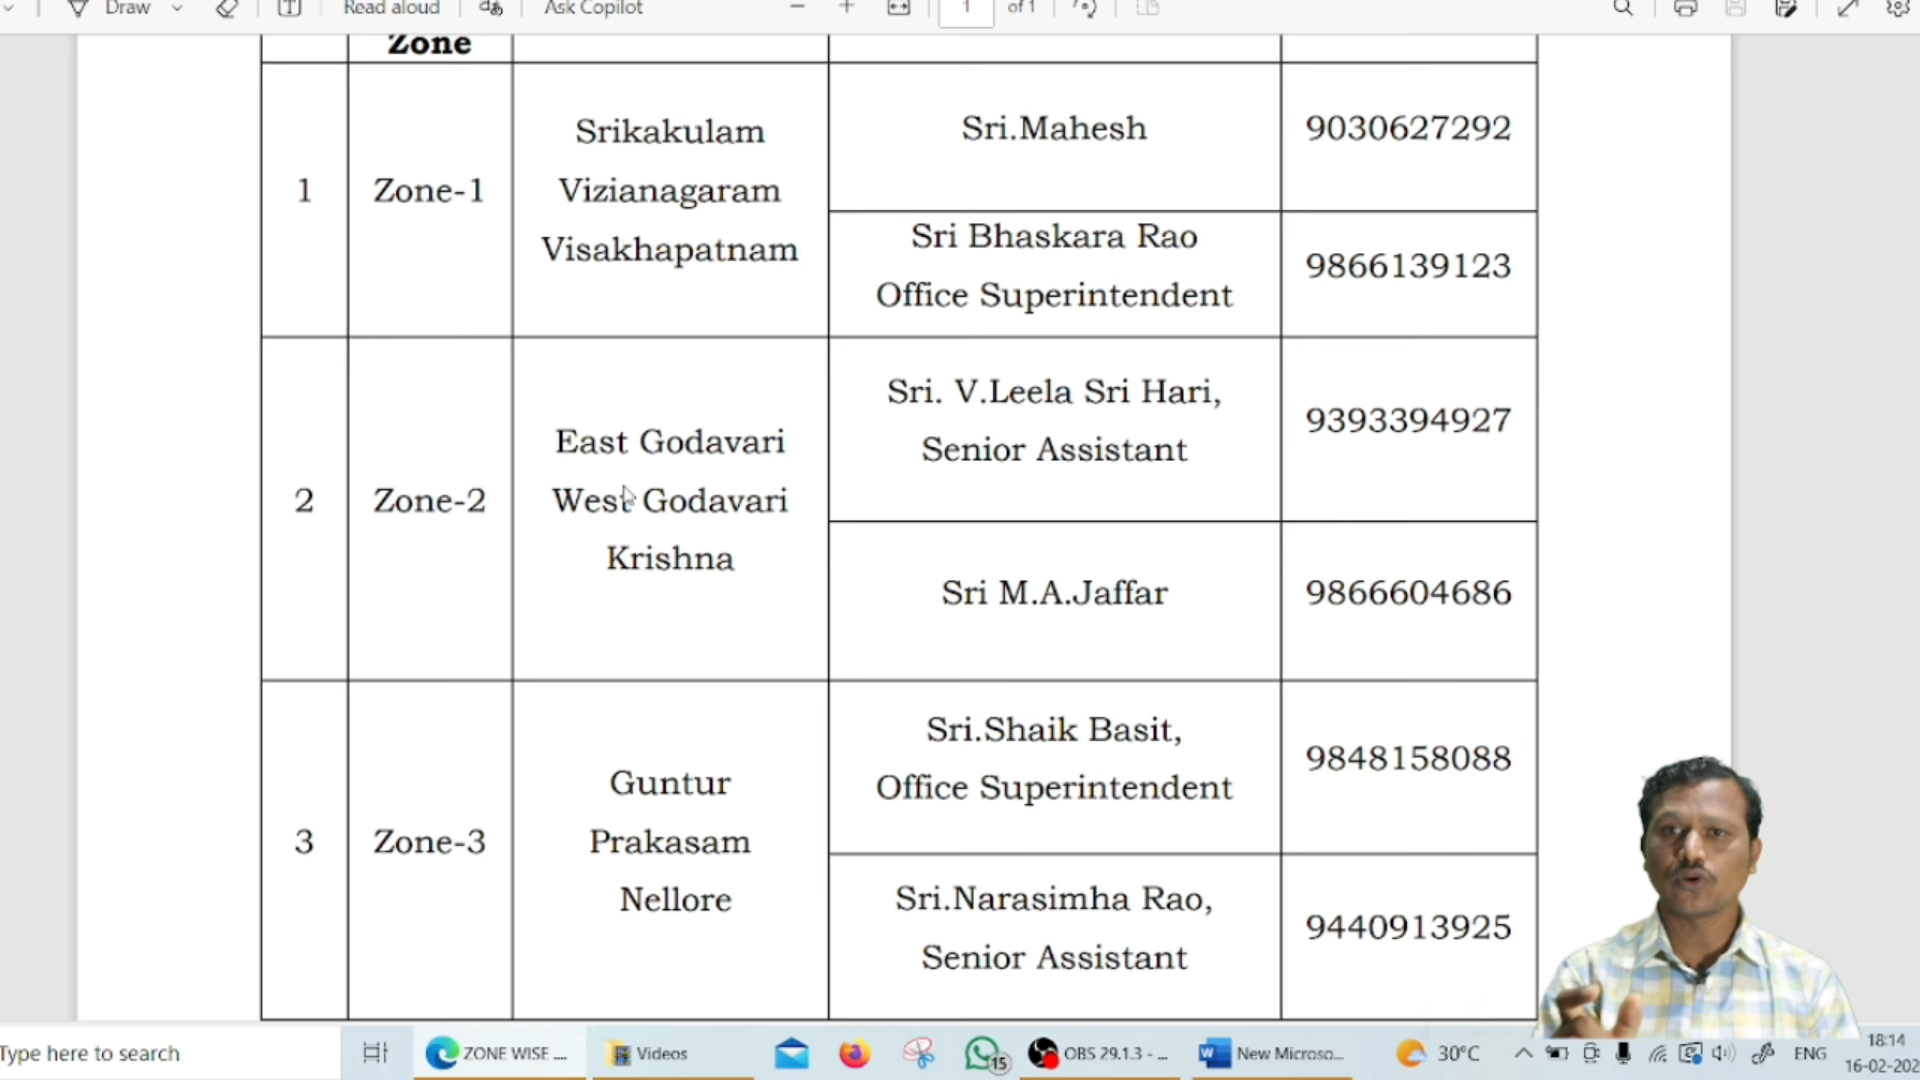 Draw
Read aloud
Ask Copilot
1 of 1
Zone
1
Zone-1
Srikakulam
Vizianagaram
Visakhapatnam
Sri.Mahesh
9030627292
Sri Bhaskara Rao
Office Superintendent
9866139123
2
Zone-2
East Godavari
West Godavari
Krishna
Sri. V.Leela Sri Hari,
Senior Assistant
9393394927
Sri M.A.Jaffar
9866604686
3
Zone-3
Guntur
Prakasam
Nellore
Sri.Shaik Basit,
Office Superintendent
9848158088
Sri.Narasimha Rao,
Senior Assistant
9440913925
Type here to search
ZONE WISE ...
Videos
15
OBS 29.1.3 - ...
New Microso...
30°C
ENG
18:14
16-02-202